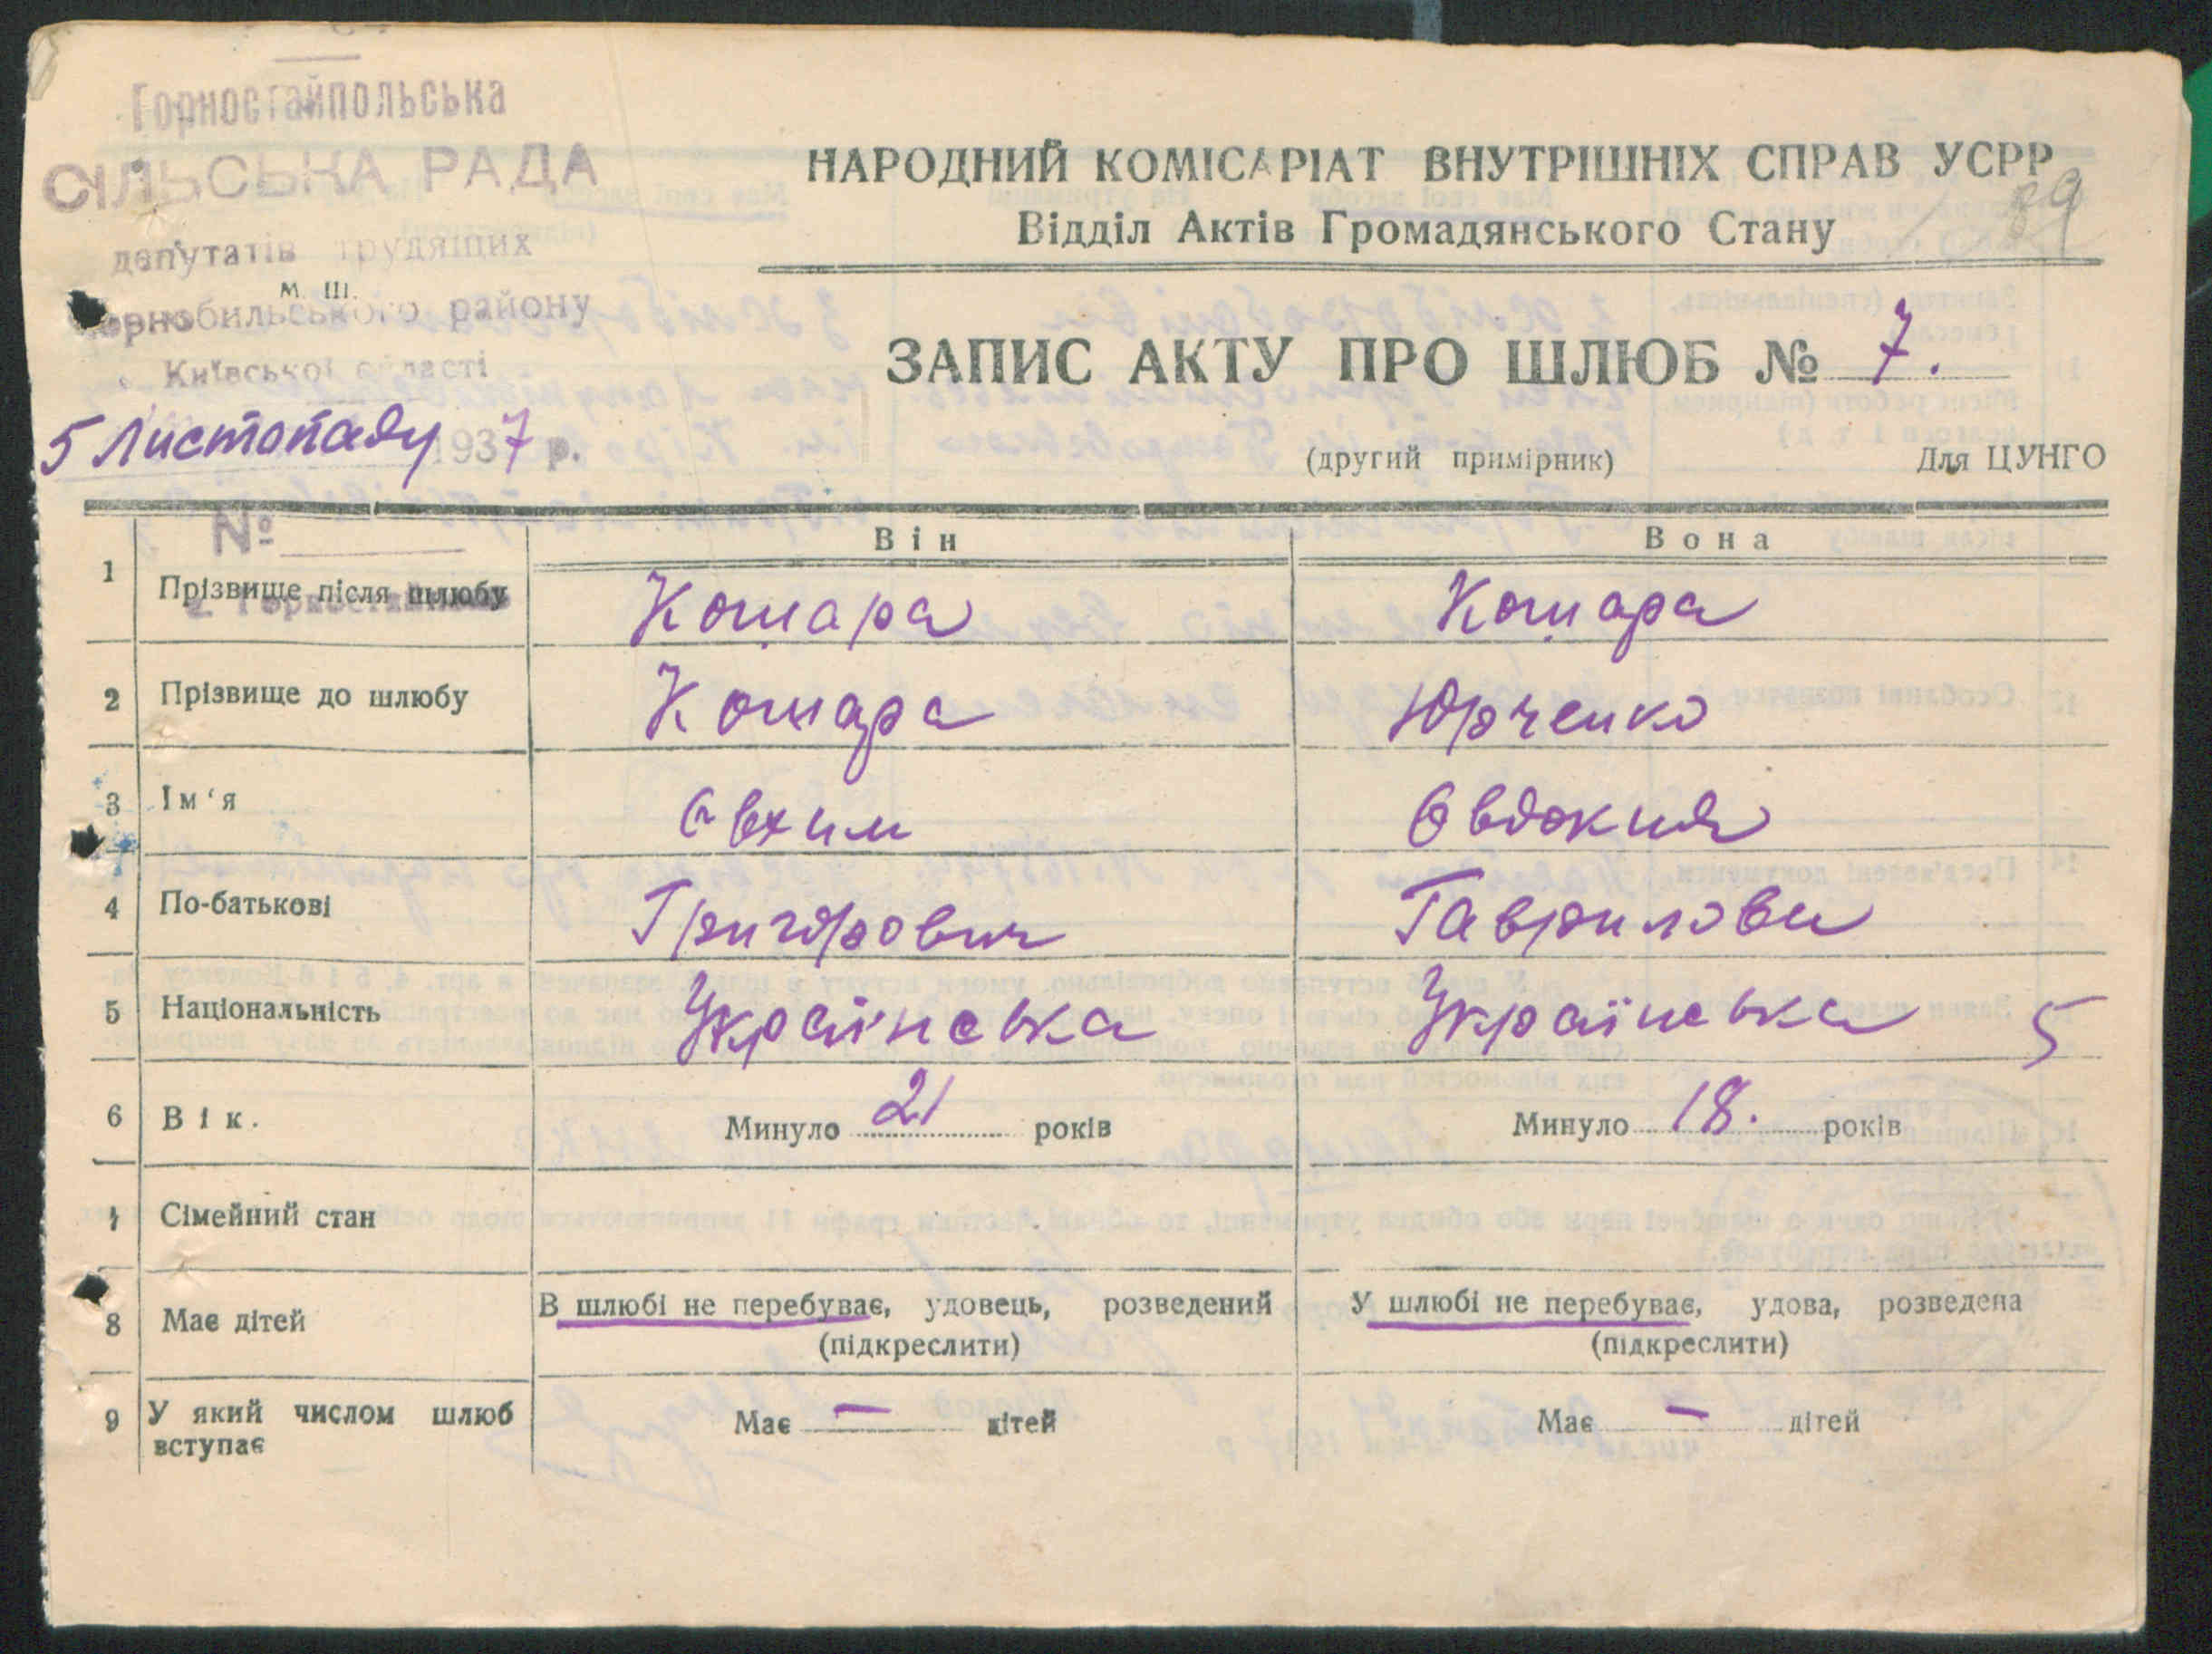 Горностайпольська
СІЛЬСЬКА РАДА
депутатів трудящих
М. Ш.
Чорнобильського району
Київської області
5 Листопаду 1937 р.
№
НАРОДНИЙ КОМІСАРІАТ ВНУТРІШНІХ СПРАВ УСРР
Відділ Актів Громадянського Стану
89
ЗАПИС АКТУ ПРО ШЛЮБ № 7.
(другий примірник) Для ЦУНГО
Він Вона
1 Прізвище після шлюбу Кошара Кошара
2 Прізвище до шлюбу Кошара Юрченко
3 Ім'я Євхим Євдокия
4 По-батькові Григорович Гаврилови
5 Національність Українська Українська 5
6 Вік. Минуло 21 років Минуло 18. років
7 Сімейний стан
8 Має дітей В шлюбі не перебуває, удовець, розведений У шлюбі не перебуває, удова, розведена
(підкреслити) (підкреслити)
9 У який числом шлюб вступає Має — дітей Має — дітей